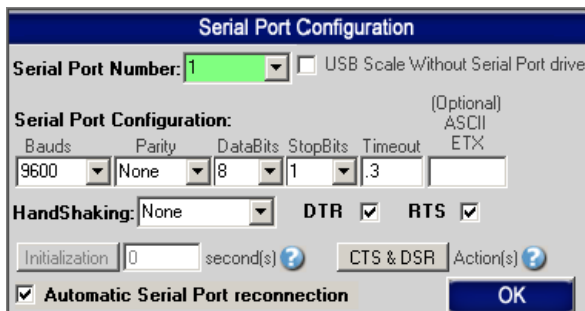 Serial Port Configuration
Serial Port Number: 1 USB Scale Without Serial Port drive
(Optional)
Serial Port Configuration: ASCII
Bauds Parity DataBits StopBits Timeout ETX
9600 None 8 1 .3
HandShaking: None DTR RTS
Initialization 0 second(s) ? CTS & DSR Action(s) ?
Automatic Serial Port reconnection OK